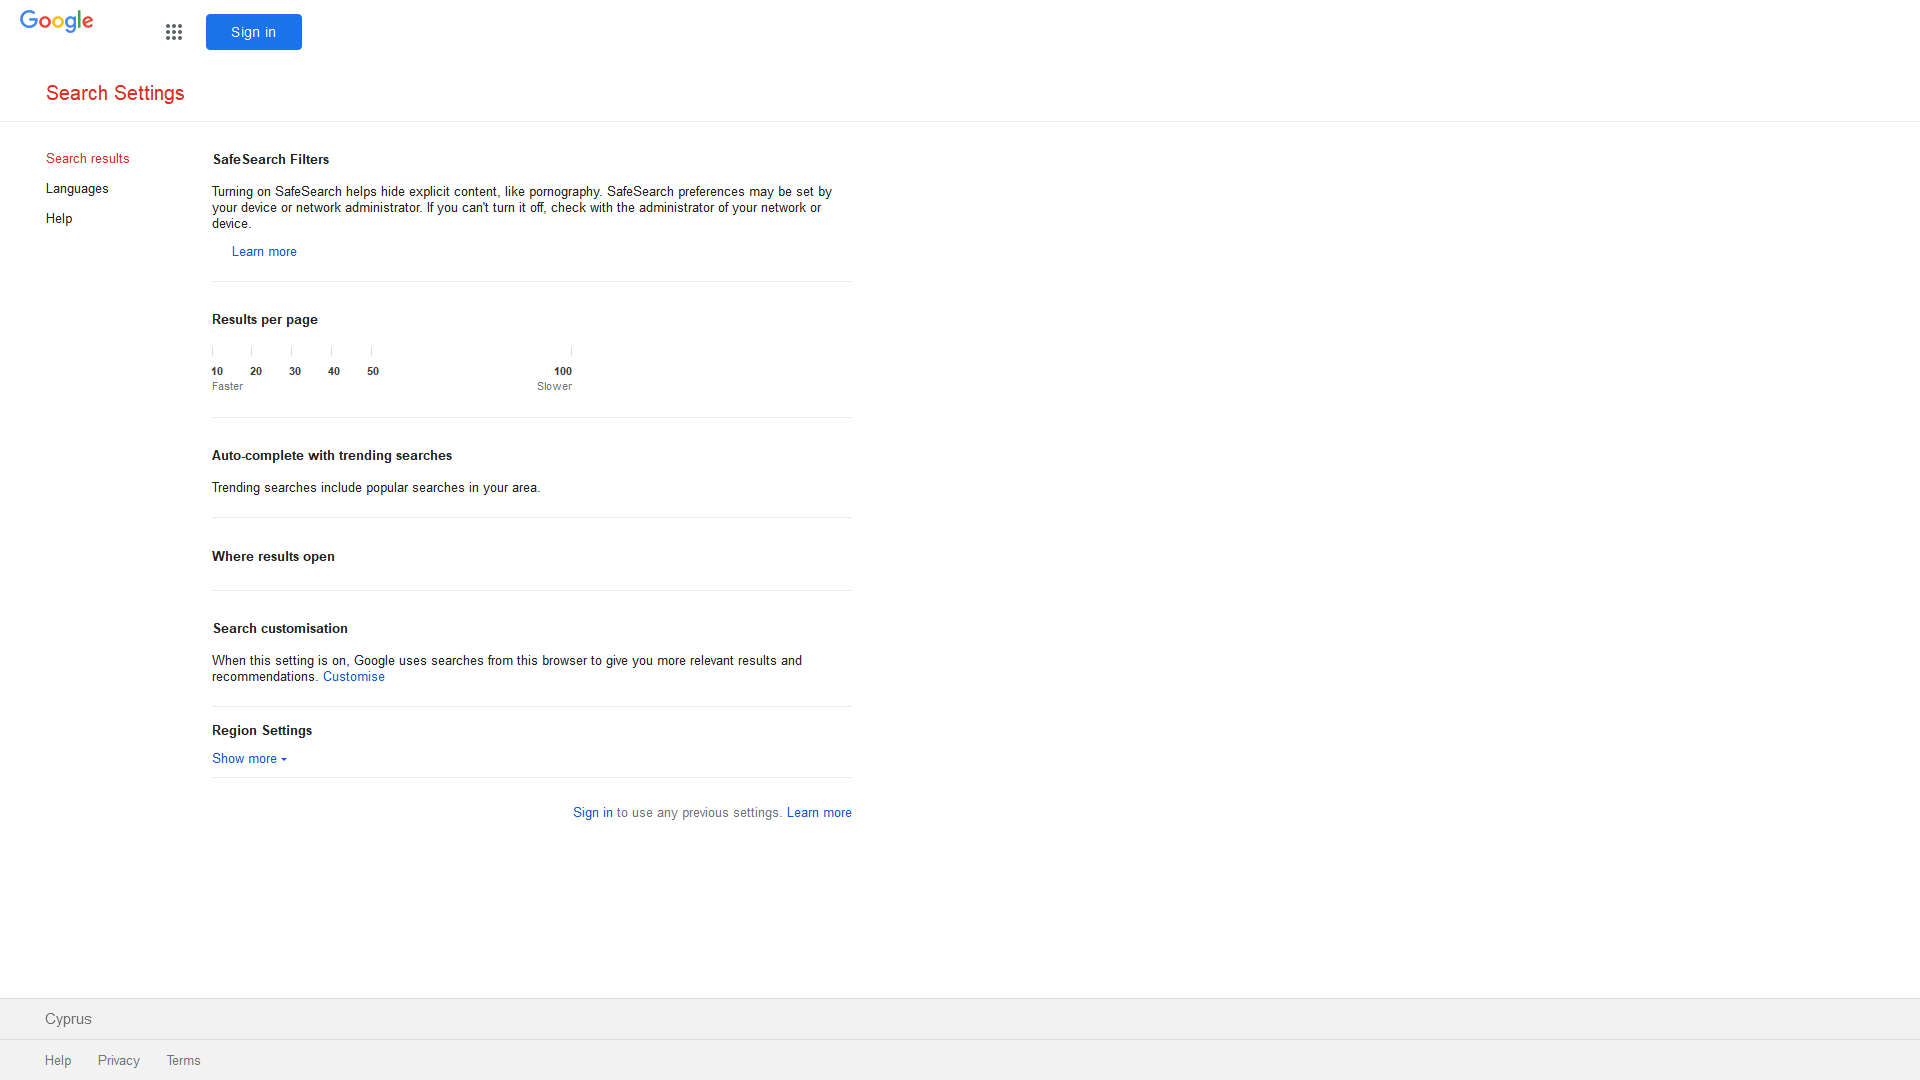 Google
Sign in
Search Settings
Search results
Languages
Help
SafeSearch Filters
Turning on SafeSearch helps hide explicit content, like pornography. SafeSearch preferences may be set by
your device or network administrator. If you can't turn it off, check with the administrator of your network or
device.
Learn more
Results per page
10 20 30 40 50 100
Faster Slower
Auto-complete with trending searches
Trending searches include popular searches in your area.
Where results open
Search customisation
When this setting is on, Google uses searches from this browser to give you more relevant results and
recommendations. Customise
Region Settings
Show more
Sign in to use any previous settings. Learn more
Cyprus
Help Privacy Terms